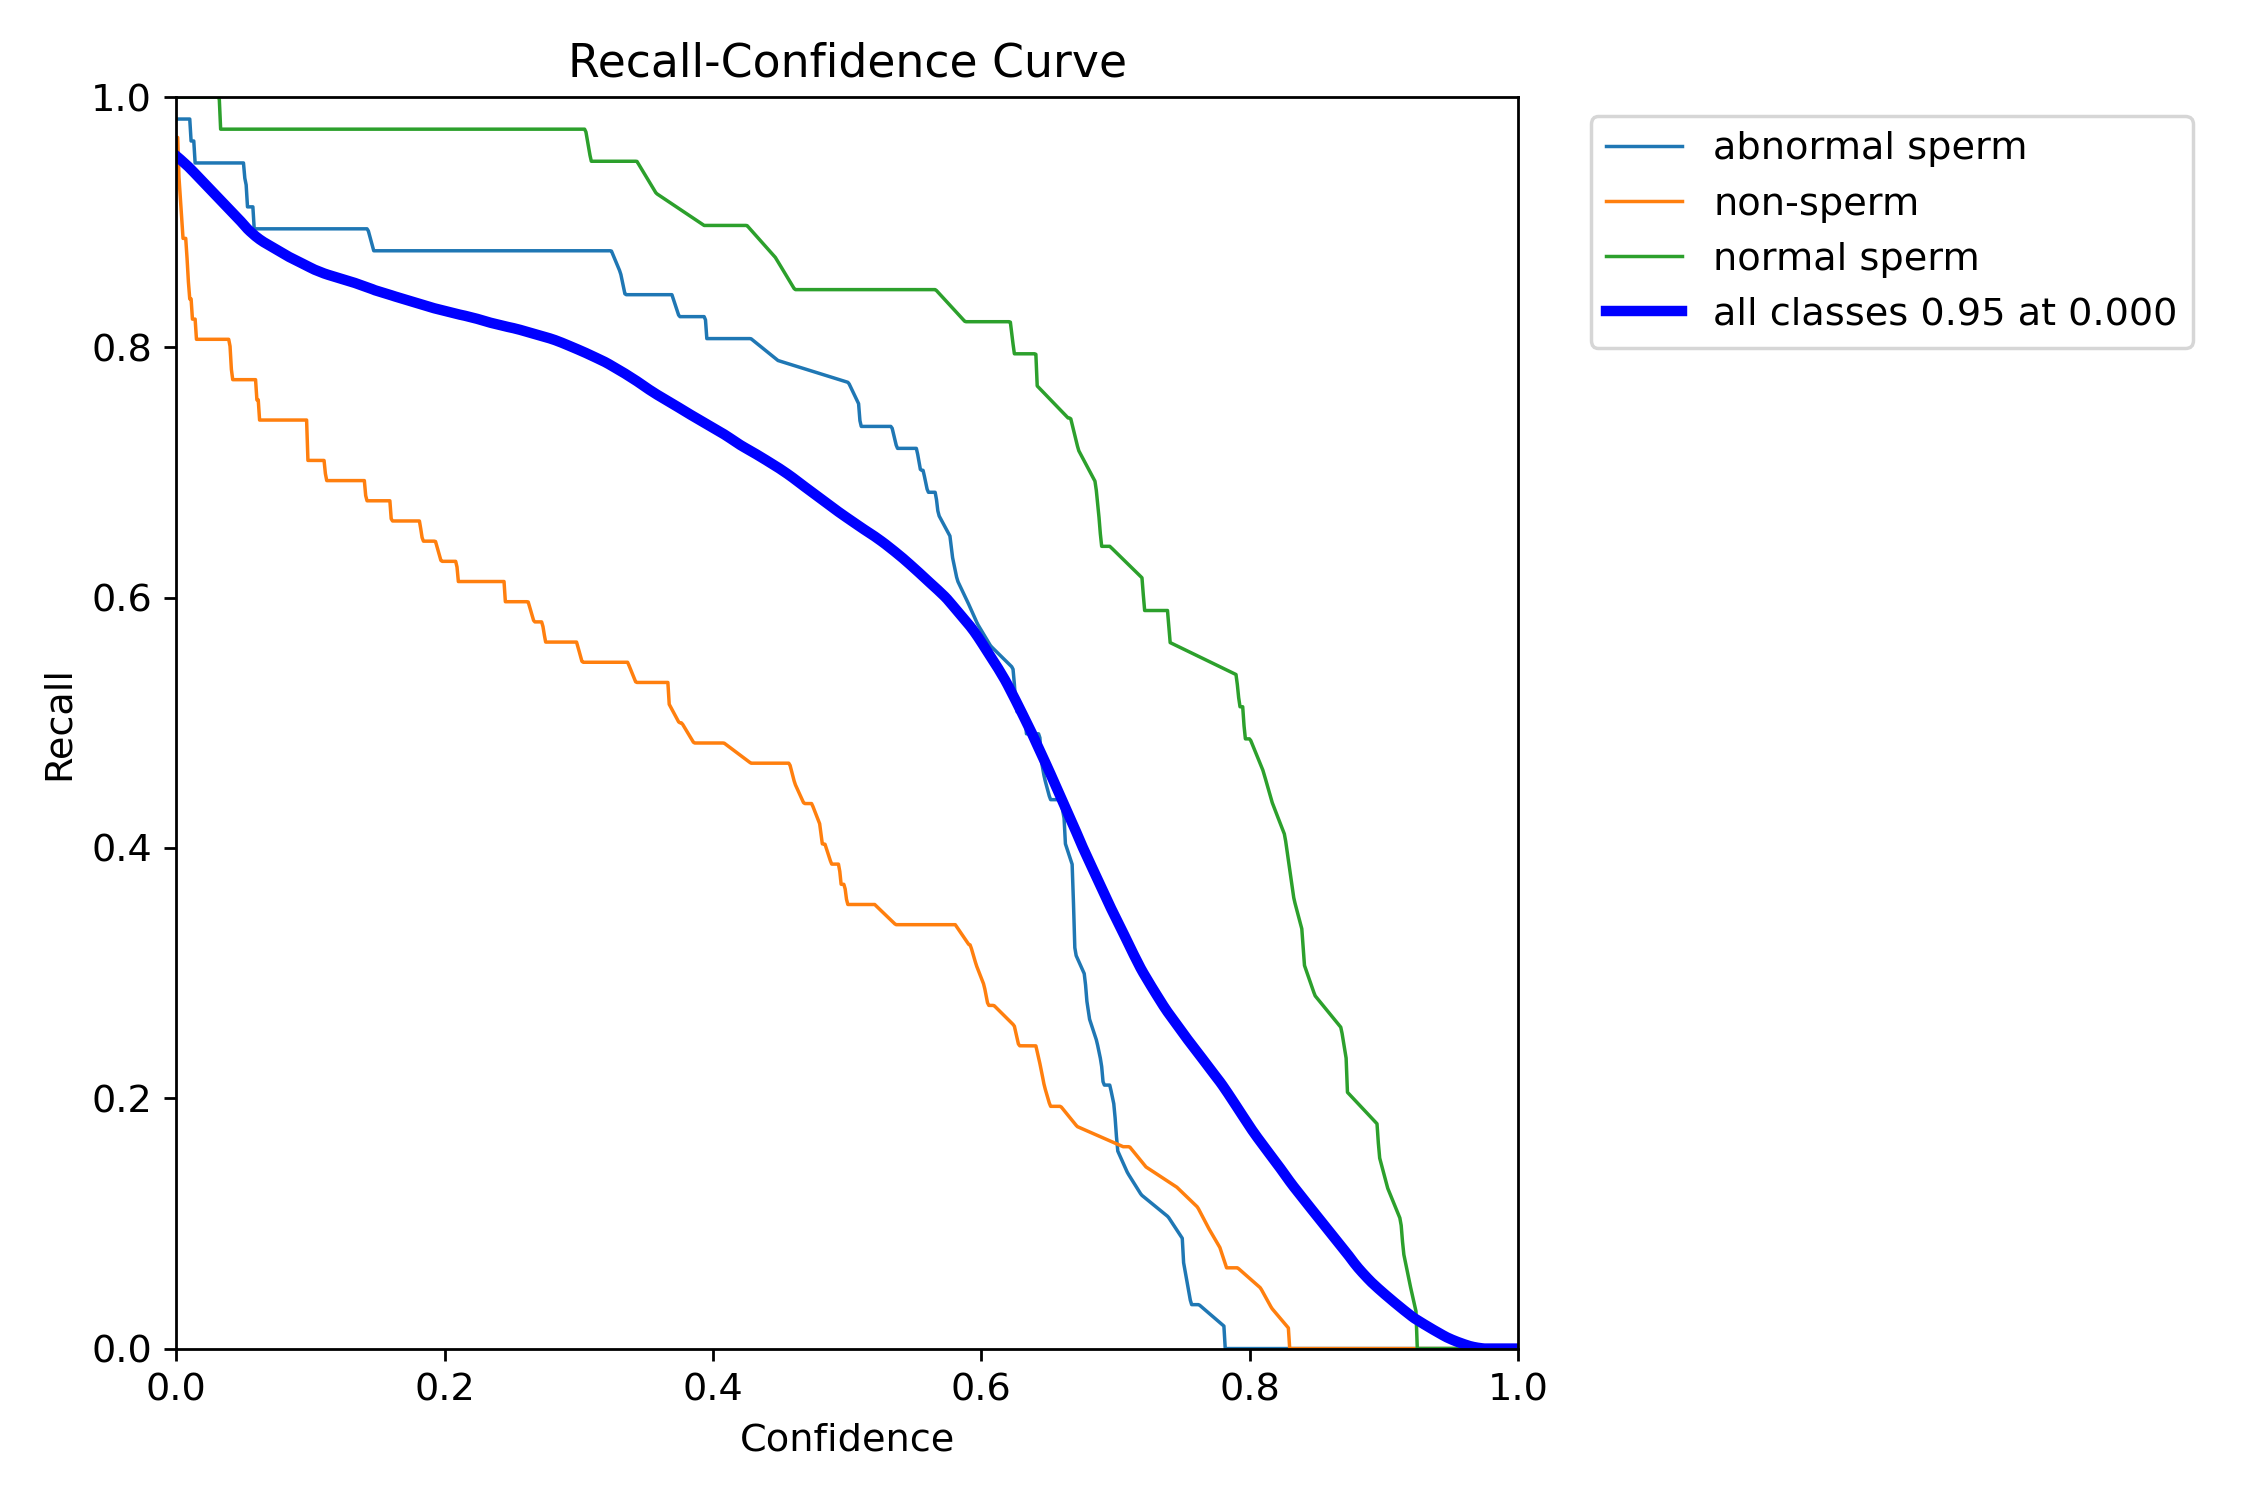 Recall-Confidence Curve
1.0
0.8
0.6
0.4
0.2
0.0
Recall
0.0 0.2 0.4 0.6 0.8 1.0
Confidence
abnormal sperm
non-sperm
normal sperm
all classes 0.95 at 0.000